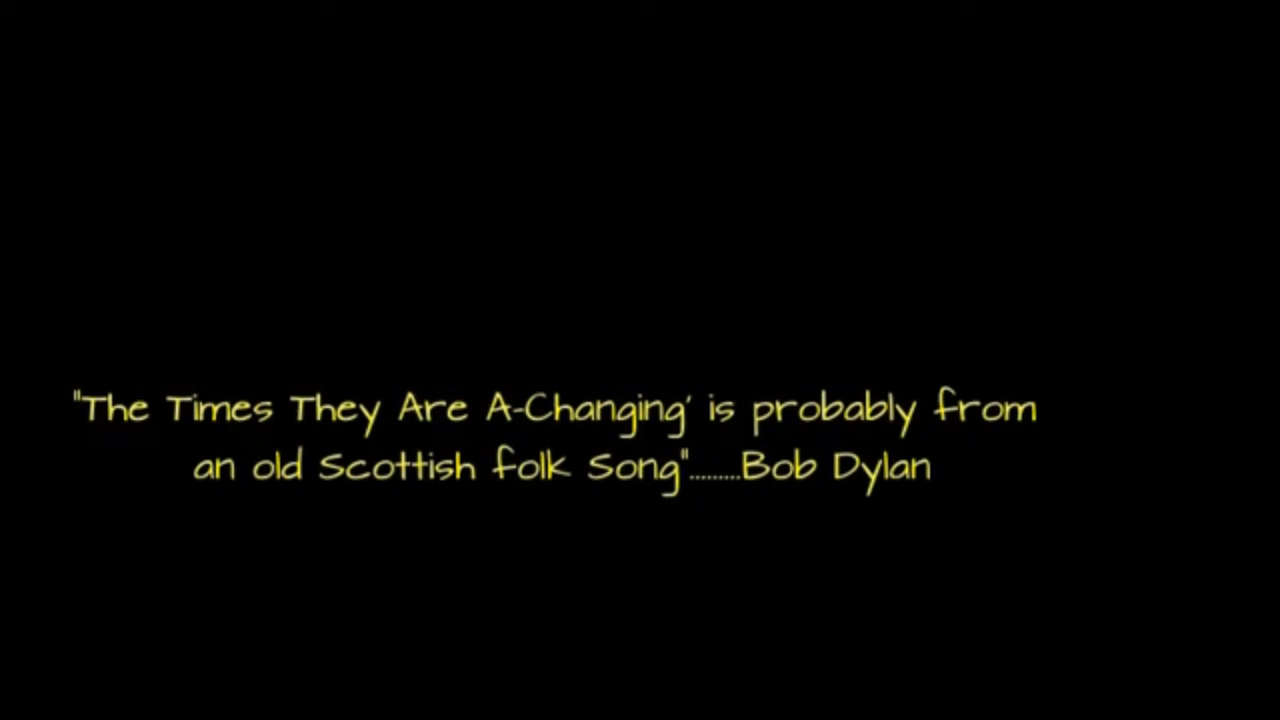 "The Times They Are A-Changing' is probably from
an old Scottish folk Song".........Bob Dylan